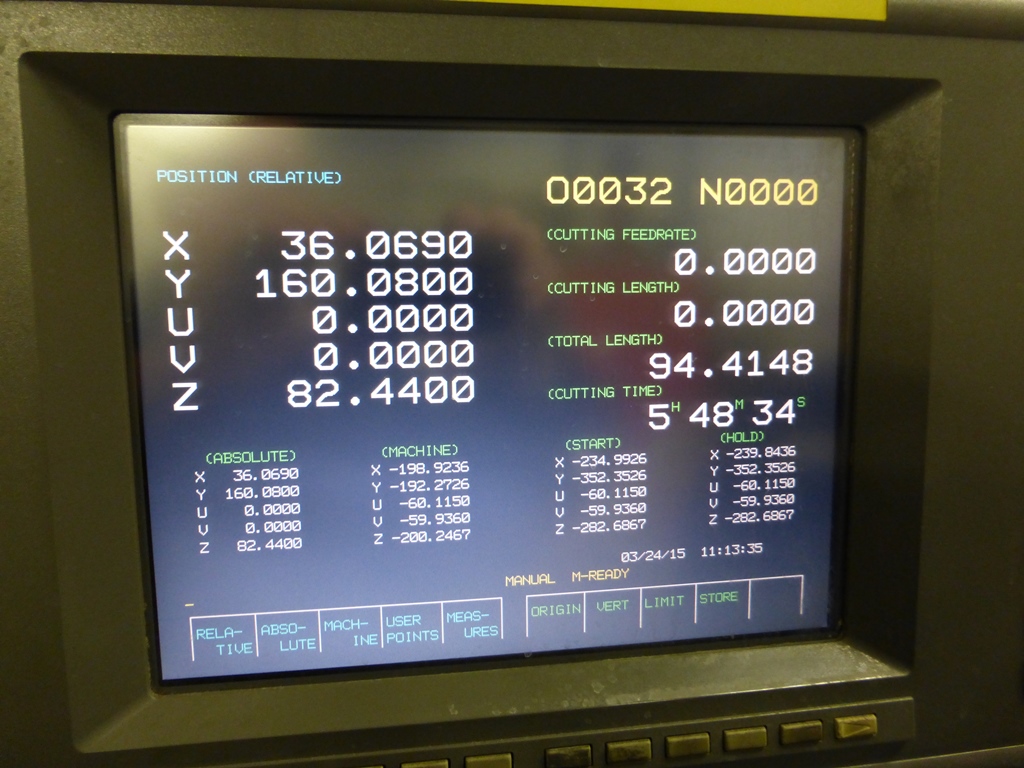 POSITION (RELATIVE)
O0032 N0000
X 36.0690
Y 160.0800
U 0.0000
V 0.0000
Z 82.4400
(CUTTING FEEDRATE)
0.0000
(CUTTING LENGTH)
0.0000
(TOTAL LENGTH)
94.4148
(CUTTING TIME)
5H 48M 34S
(ABSOLUTE)
X 36.0690
Y 160.0800
U 0.0000
V 0.0000
Z 82.4400
(MACHINE)
X -198.9236
Y -192.2726
U -60.1150
V -59.9360
Z -200.2467
(START)
X -234.9926
Y -352.3526
U -60.1150
V -59.9360
Z -282.6867
(HOLD)
X -239.8436
Y -352.3526
U -60.1150
V -59.9360
Z -282.6867
03/24/15 11:13:35
MANUAL M-READY
RELA-
TIVE
ABSO-
LUTE
MACH-
INE
USER
POINTS
MEAS-
URES
ORIGIN
VERT
LIMIT
STORE